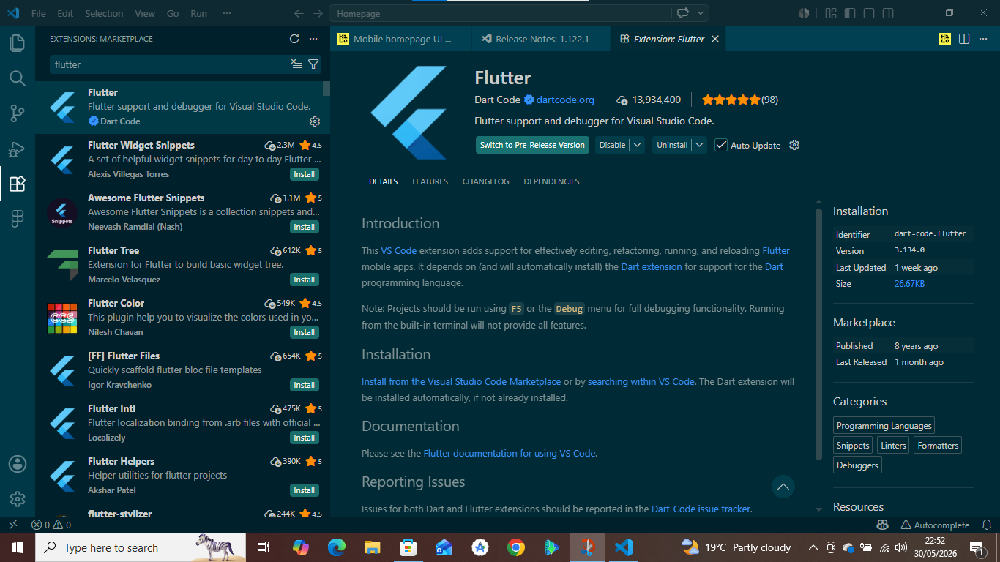 File Edit Selection View Go Run ···
Homepage
EXTENSIONS: MARKETPLACE
flutter
Flutter
Flutter support and debugger for Visual Studio Code.
Dart Code
Flutter Widget Snippets 2.3M 4.5
A set of helpful widget snippets for day to day Flutter ...
Alexis Villegas Torres Install
Awesome Flutter Snippets 1.1M 5
Awesome Flutter Snippets is a collection snippets and...
Neevash Ramdial (Nash) Install
Snippets
Flutter Tree 612K 5
Extension for Flutter to build basic widget tree.
Marcelo Velasquez Install
Flutter Color 549K 4.5
This plugin help you to visualize the colors used in yo...
Nilesh Chavan Install
CCS
[FF] Flutter Files 654K 5
Quickly scaffold flutter bloc file templates
Igor Kravchenko Install
Flutter Intl 475K 5
Flutter localization binding from .arb files with official ...
Localizely Install
Flutter Helpers 390K 5
Helper utilities for flutter projects
Akshar Patel Install
flutter-stylizer 244K 4.5
Mobile homepage UI ... Release Notes: 1.122.1 Extension: Flutter
Flutter
Dart Code dartcode.org 13,934,400 (98)
Flutter support and debugger for Visual Studio Code.
Switch to Pre-Release Version Disable Uninstall Auto Update
DETAILS FEATURES CHANGELOG DEPENDENCIES
Introduction
This VS Code extension adds support for effectively editing, refactoring, running, and reloading Flutter
mobile apps. It depends on (and will automatically install) the Dart extension for support for the Dart
programming language.
Note: Projects should be run using F5 or the Debug menu for full debugging functionality. Running
from the built-in terminal will not provide all features.
Installation
Install from the Visual Studio Code Marketplace or by searching within VS Code. The Dart extension will
be installed automatically, if not already installed.
Documentation
Please see the Flutter documentation for using VS Code.
Reporting Issues
Issues for both Dart and Flutter extensions should be reported in the Dart-Code issue tracker.
Installation
Identifier dart-code.flutter
Version 3.134.0
Last Updated 1 week ago
Size 26.67KB
Marketplace
Published 8 years ago
Last Released 1 month ago
Categories
Programming Languages
Snippets Linters Formatters
Debuggers
Resources
0 0 Autocomplete
Type here to search
19°C Partly cloudy
22:52
30/05/2026
1